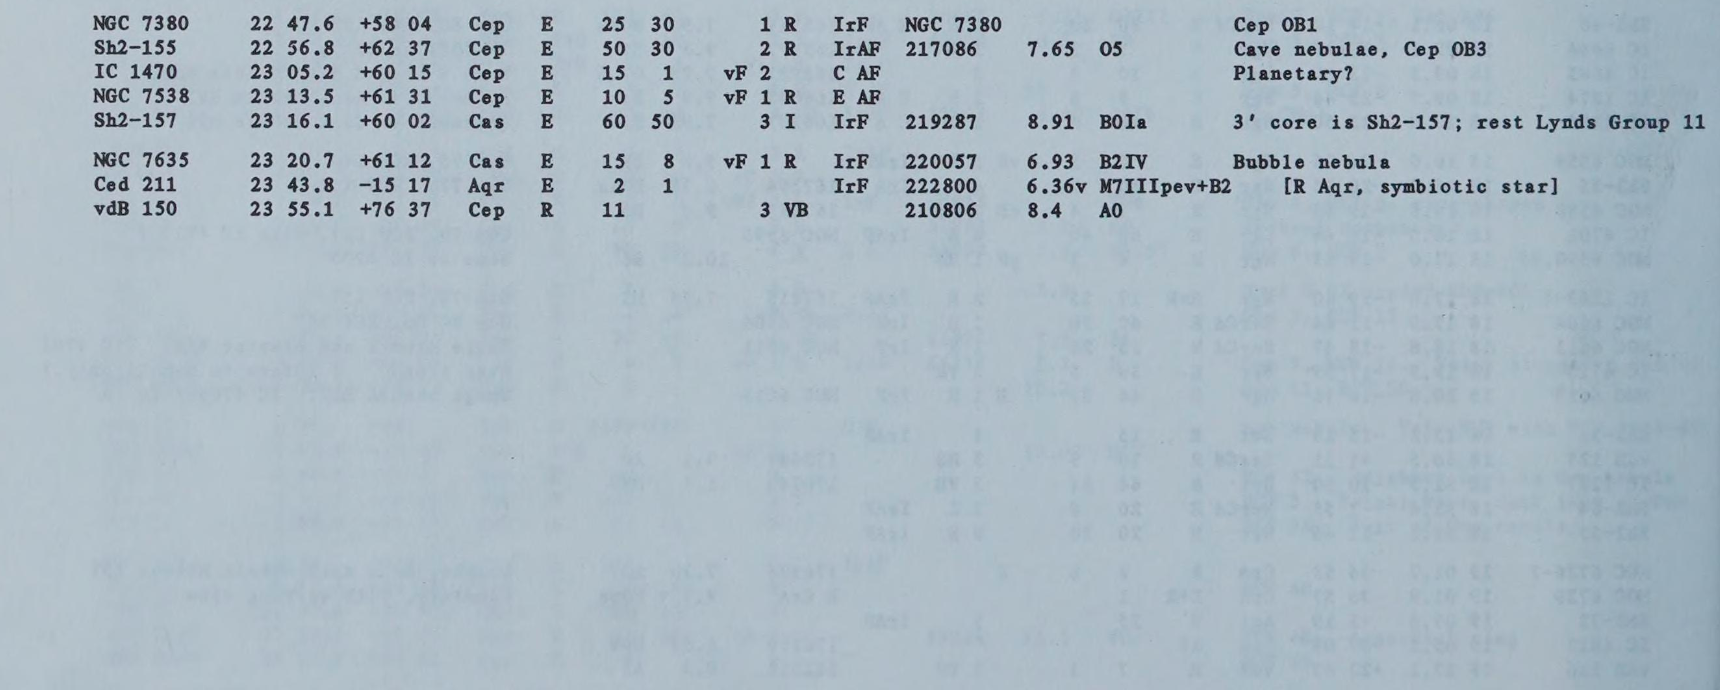 NGC 7380 22 47.6 +58 04 Cep E 25 30 1 R IrF NGC 7380 Cep OB1
Sh2-155 22 56.8 +62 37 Cep E 50 30 2 R IrAF 217086 7.65 O5 Cave nebulae, Cep OB3
IC 1470 23 05.2 +60 15 Cep E 15 1 vF 2 C AF Planetary?
NGC 7538 23 13.5 +61 31 Cep E 10 5 vF 1 R E AF
Sh2-157 23 16.1 +60 02 Cas E 60 50 3 I IrF 219287 8.91 B0Ia 3' core is Sh2-157; rest Lynds Group 11
NGC 7635 23 20.7 +61 12 Cas E 15 8 vF 1 R IrF 220057 6.93 B2IV Bubble nebula
Ced 211 23 43.8 -15 17 Aqr E 2 1 IrF 222800 6.36v M7IIIpev+B2 [R Aqr, symbiotic star]
vdB 150 23 55.1 +76 37 Cep R 11 3 VB 210806 8.4 A0